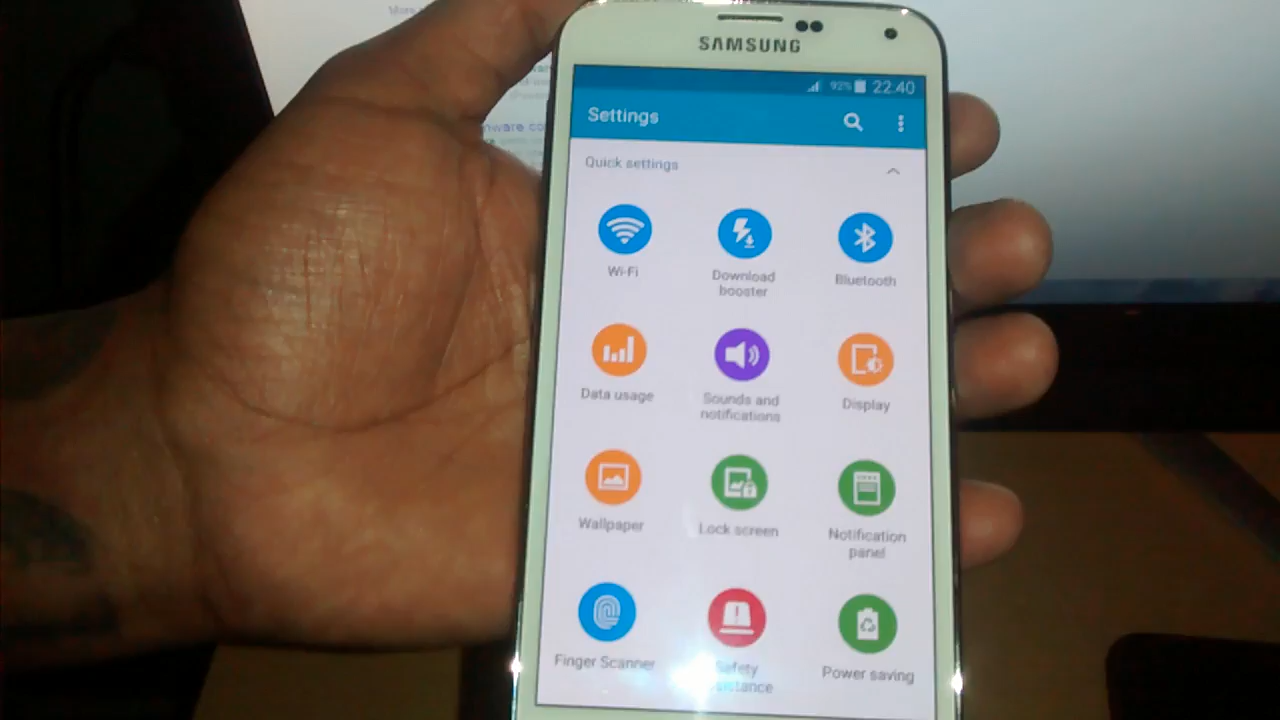 SAMSUNG
92% 22.40
Settings
Quick settings
Wi-Fi
Download
booster
Bluetooth
Data usage
Sounds and
notifications
Display
Wallpaper
Lock screen
Notification
panel
Finger Scanner
Safety
Power saving